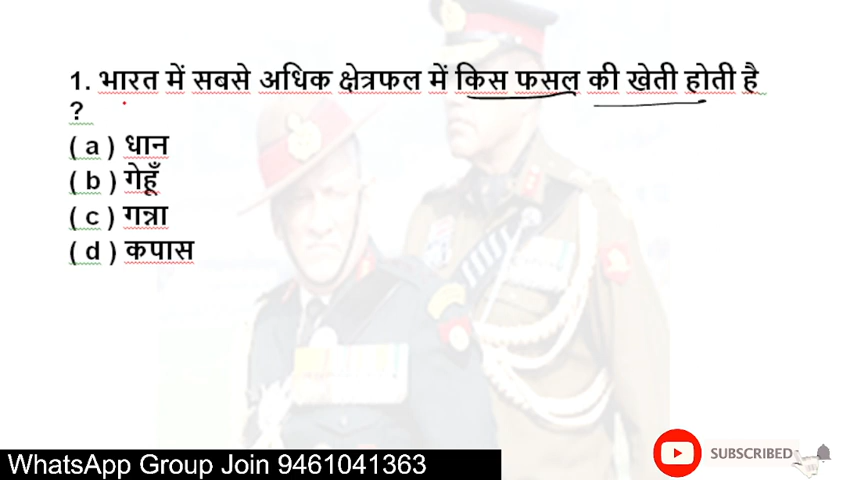 1. भारत में सबसे अधिक क्षेत्रफल में किस फसल की खेती होती है
?
( a ) धान
( b ) गेहूँ
( c ) गन्ना
( d ) कपास
WhatsApp Group Join 9461041363
SUBSCRIBED